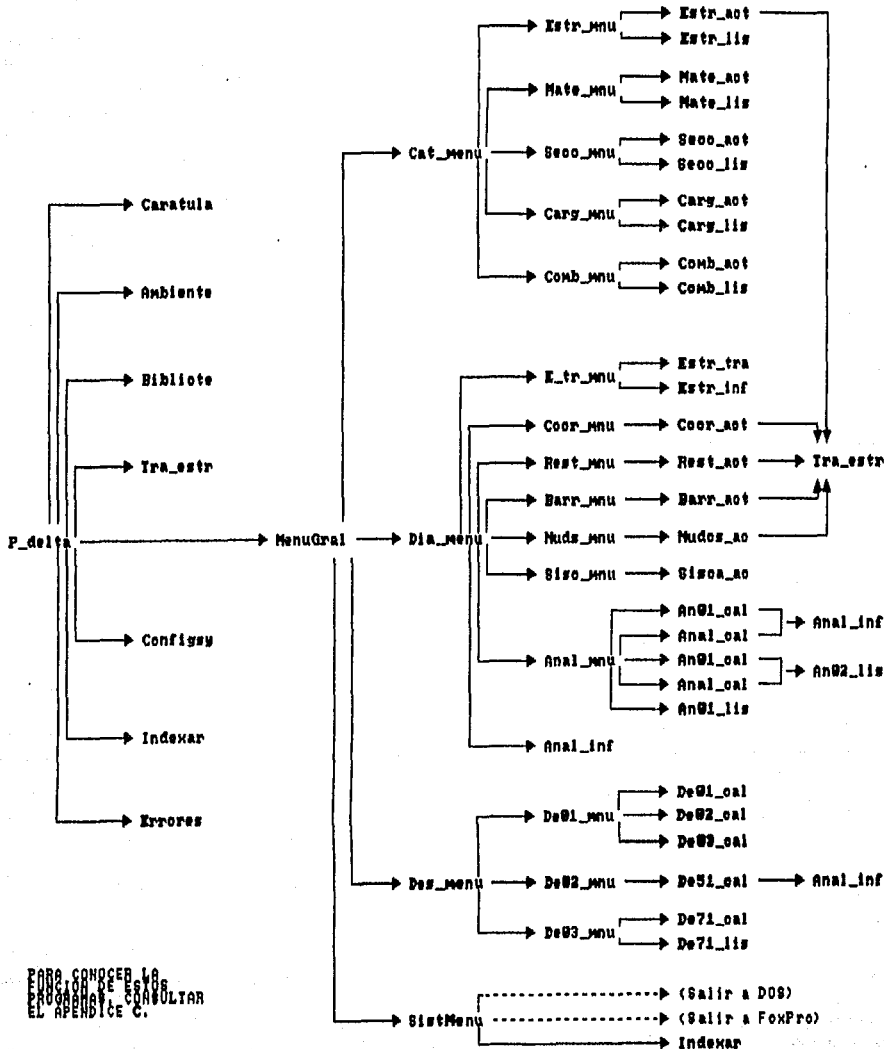 Estr_act
Estr_mnu
Estr_lis
Mate_act
Mate_mnu
Mate_lis
Secc_act
Cat_menu Secc_mnu
Secc_lis
Caratula
Carg_act
Carg_mnu
Carg_lis
Comb_act
Comb_mnu
Comb_lis
Ambiente
Estr_tra
E_tr_mnu
Estr_inf
Bibliote
Coor_mnu Coor_act
Rest_mnu Rest_act Tra_estr
Tra_estr
Barr_mnu Barr_act
P_delta MenuGral Dia_menu Nuds_mnu Nudos_ac
Sisc_mnu Sisca_ac
An01_cal
Anal_inf
Anal_cal
Configsy
Anal_mnu An01_cal
An02_lis
Anal_cal
An01_lis
Indexar
Anal_inf
De01_cal
De01_mnu De02_cal
Errores
De03_cal
Des_menu De02_mnu De51_cal Anal_inf
De71_cal
De03_mnu
De71_lis
PARA CONOCER LA
FUNCION DE ESTOS
PROGRAMAS, CONSULTAR
EL APENDICE C.
(Salir a DOS)
SistMenu (Salir a FoxPro)
Indexar